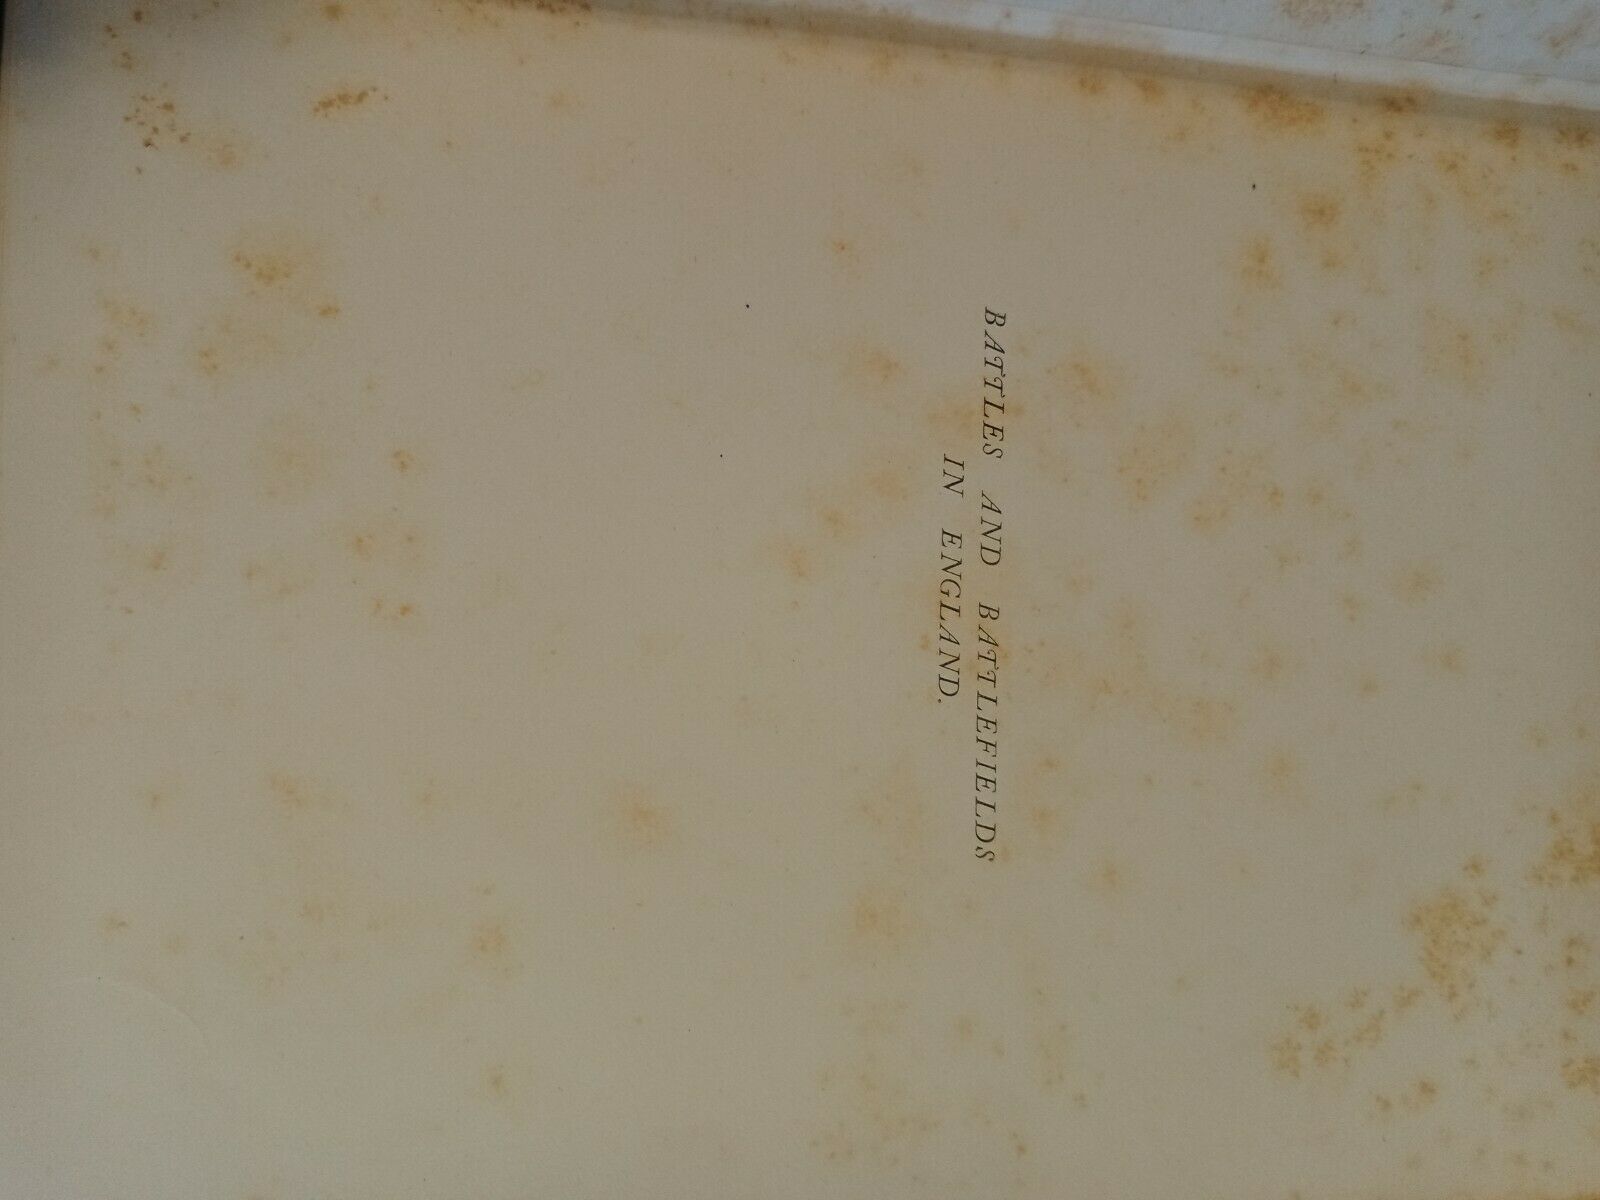 BATTLES AND BATTLEFIELDS
IN ENGLAND.